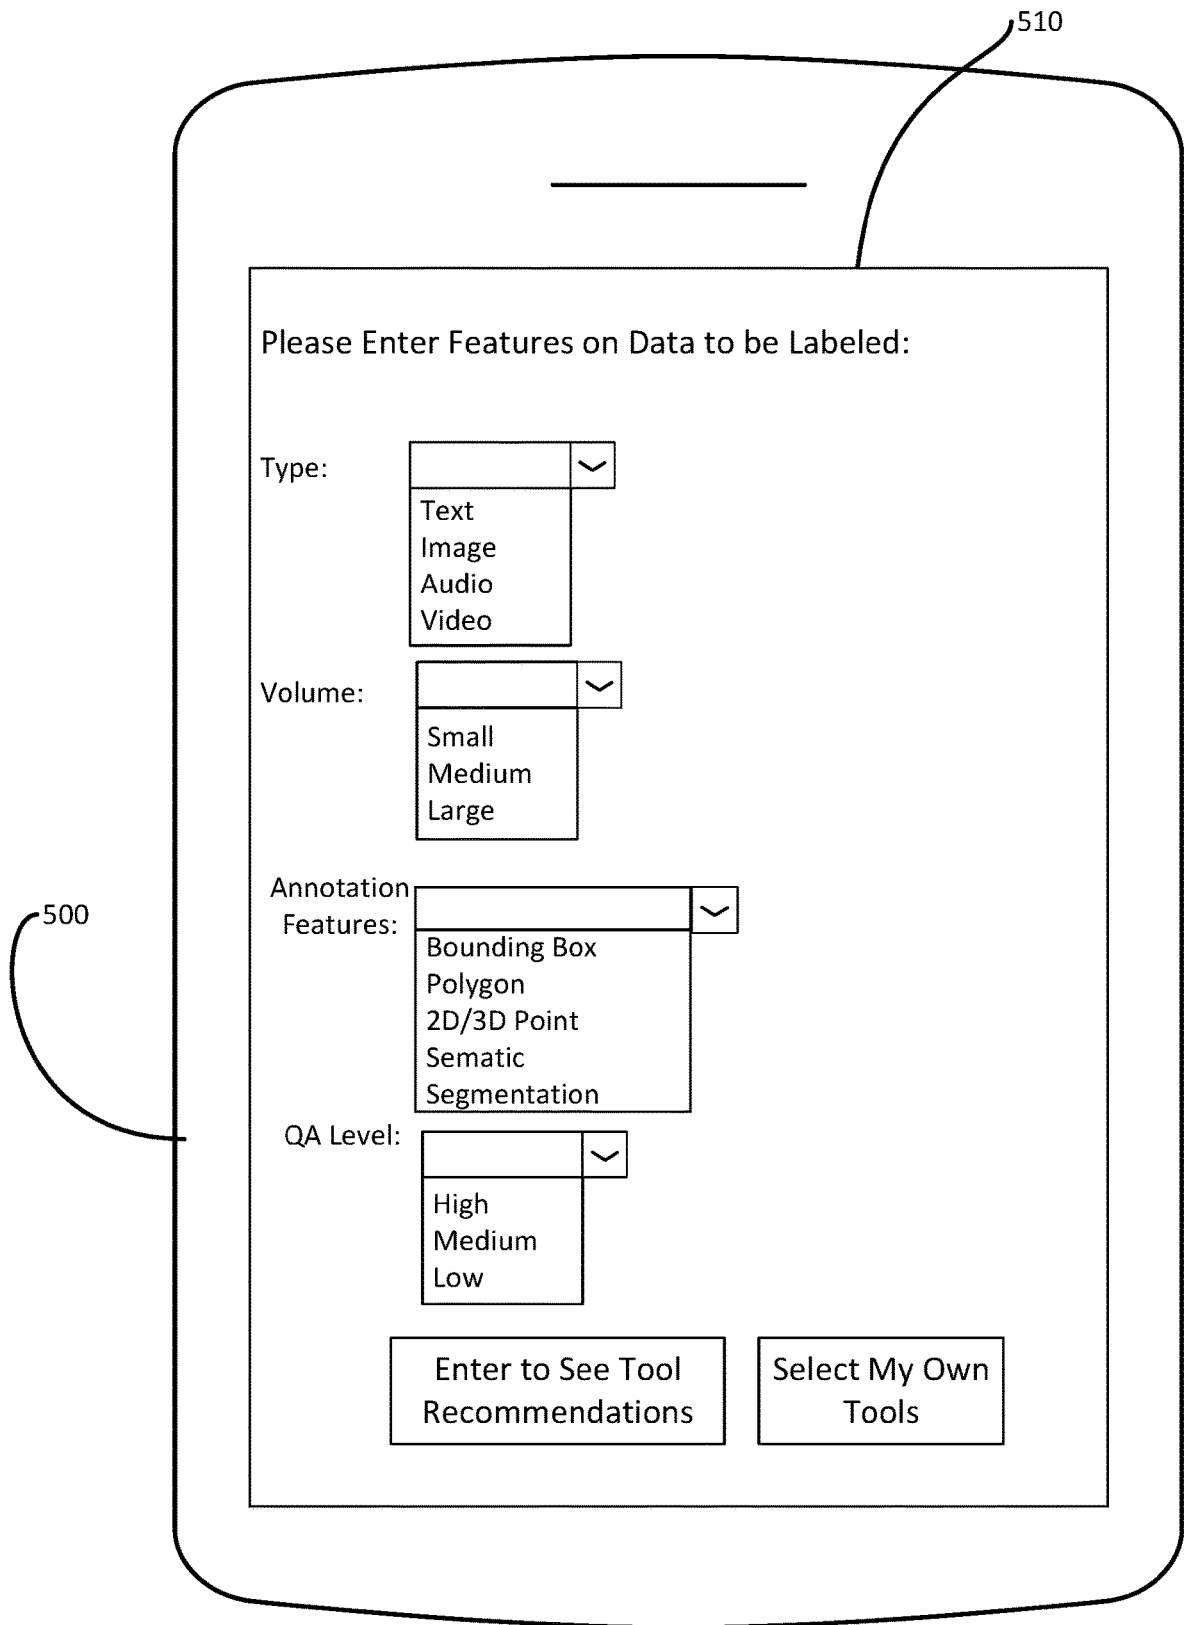 510
Please Enter Features on Data to be Labeled:
Type:
Text
Image
Audio
Video
Volume:
Small
Medium
Large
Annotation
Features:
500
Bounding Box
Polygon
2D/3D Point
Sematic
Segmentation
QA Level:
High
Medium
Low
Enter to See Tool
Recommendations
Select My Own
Tools